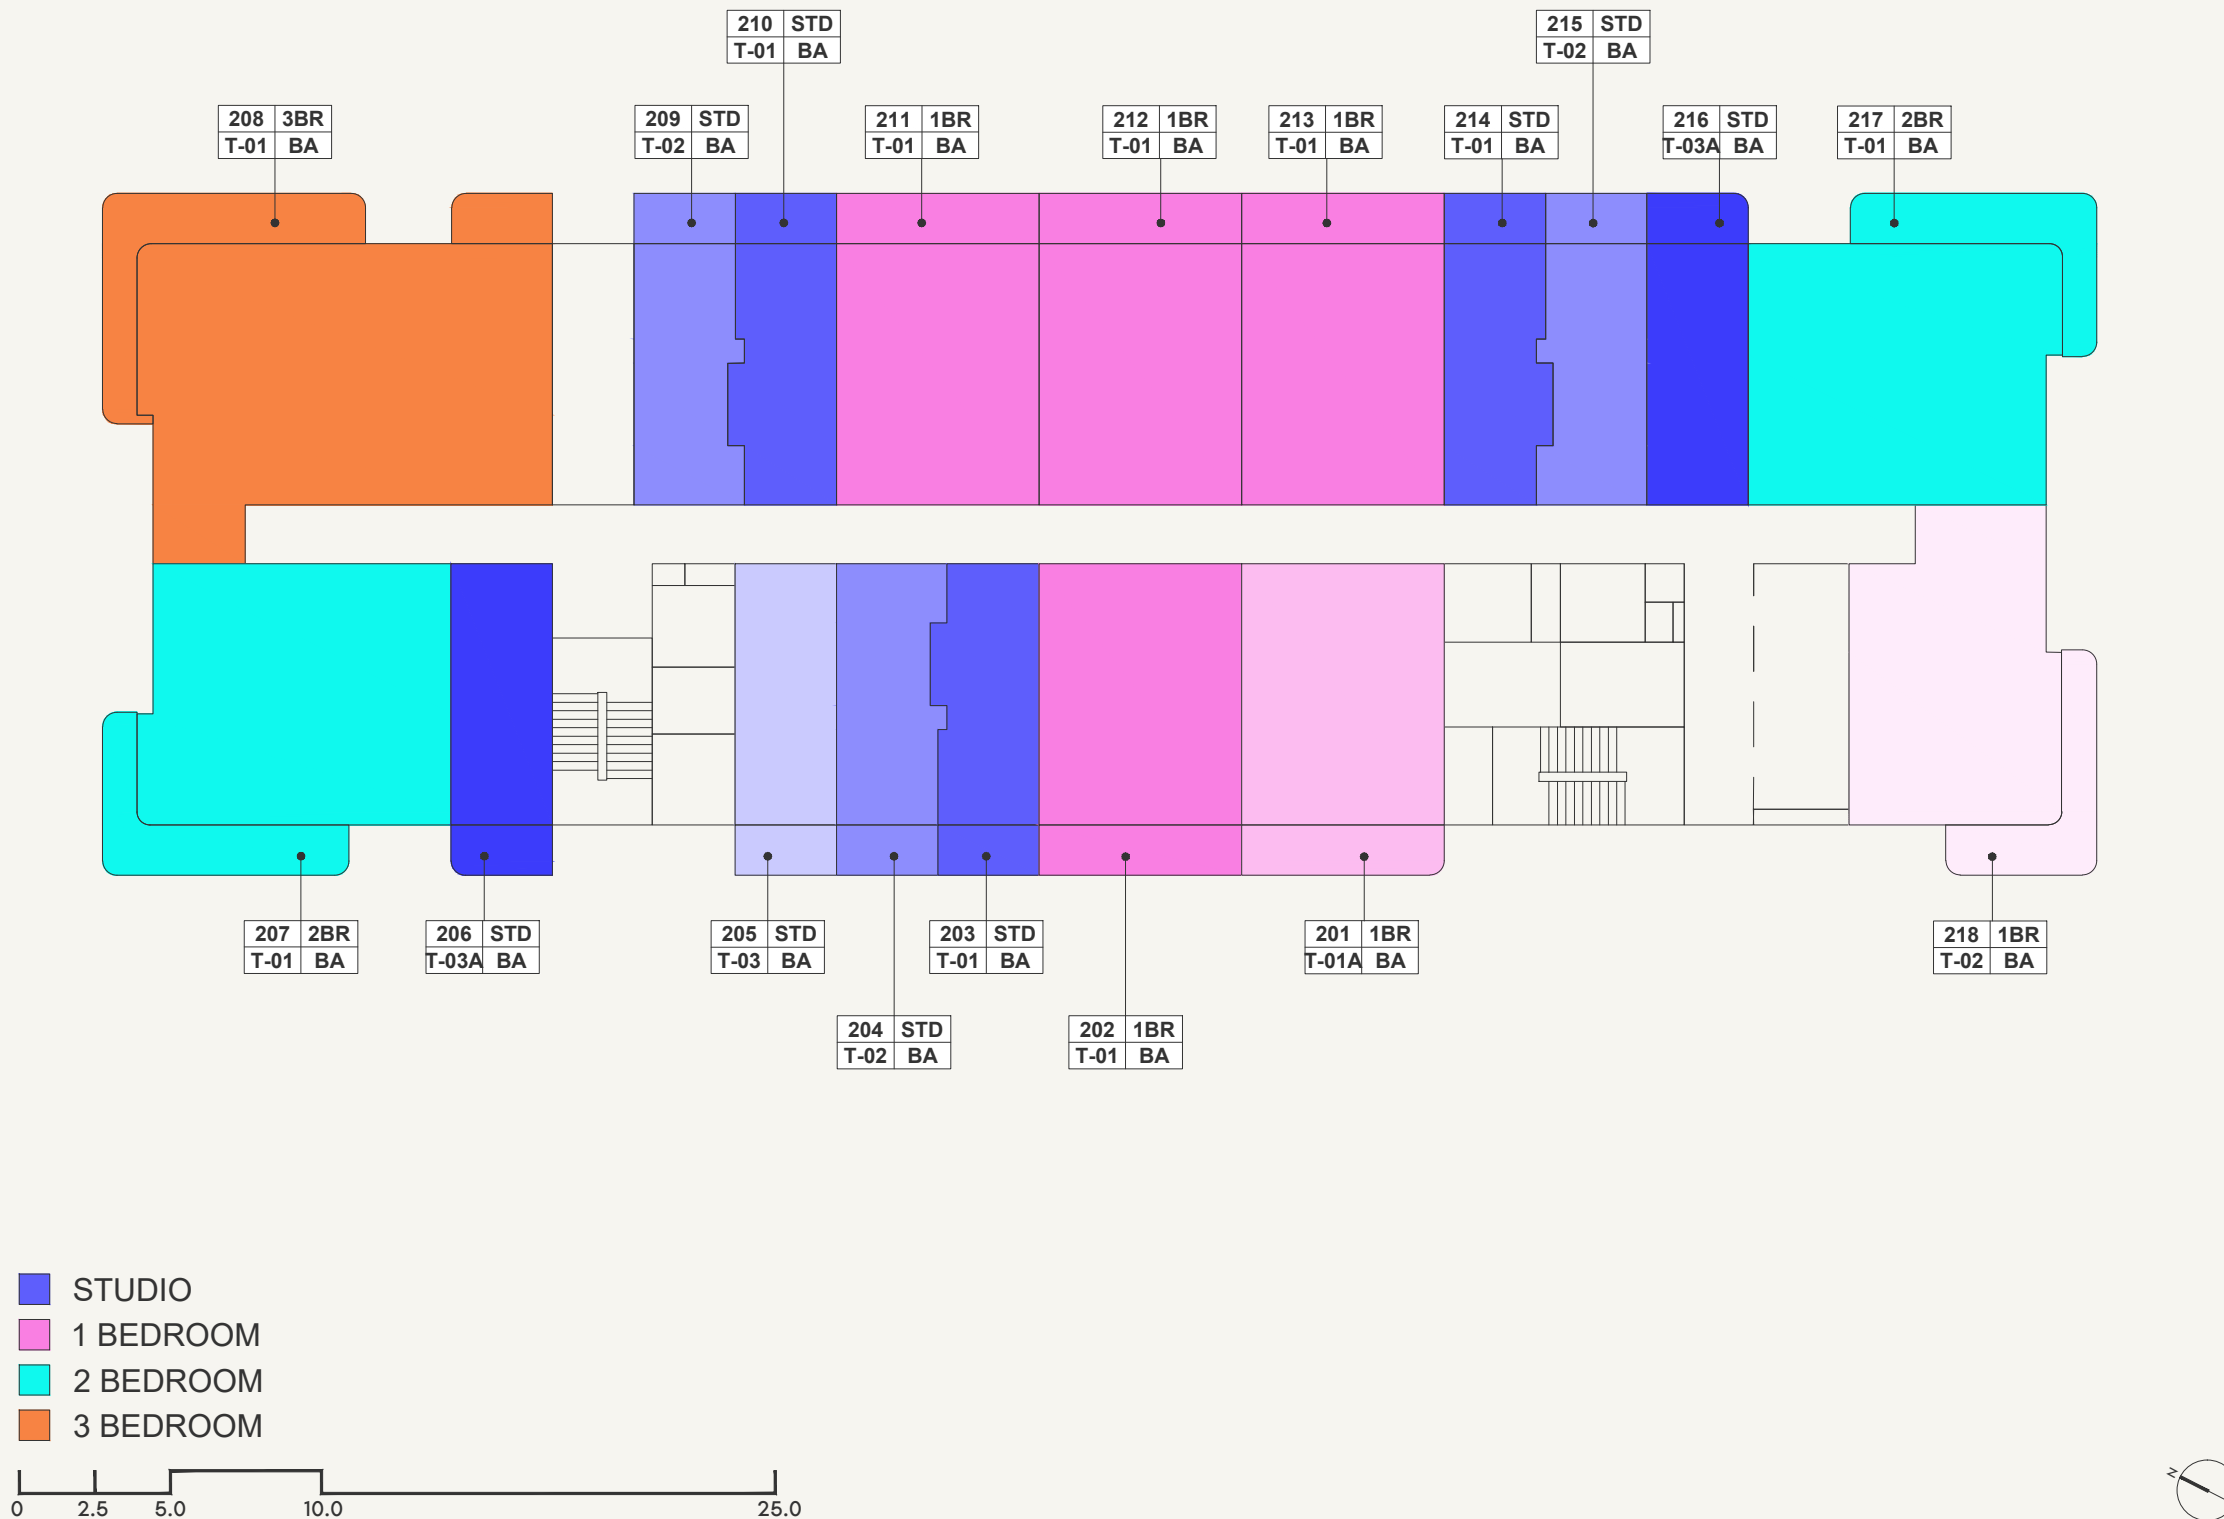 210 STD
T-01 BA
215 STD
T-02 BA
208 3BR
T-01 BA
209 STD
T-02 BA
211 1BR
T-01 BA
212 1BR
T-01 BA
213 1BR
T-01 BA
214 STD
T-01 BA
216 STD
T-03A BA
217 2BR
T-01 BA
207 2BR
T-01 BA
206 STD
T-03A BA
205 STD
T-03 BA
203 STD
T-01 BA
201 1BR
T-01A BA
218 1BR
T-02 BA
204 STD
T-02 BA
202 1BR
T-01 BA
STUDIO
1 BEDROOM
2 BEDROOM
3 BEDROOM
0 2.5 5.0 10.0 25.0
N